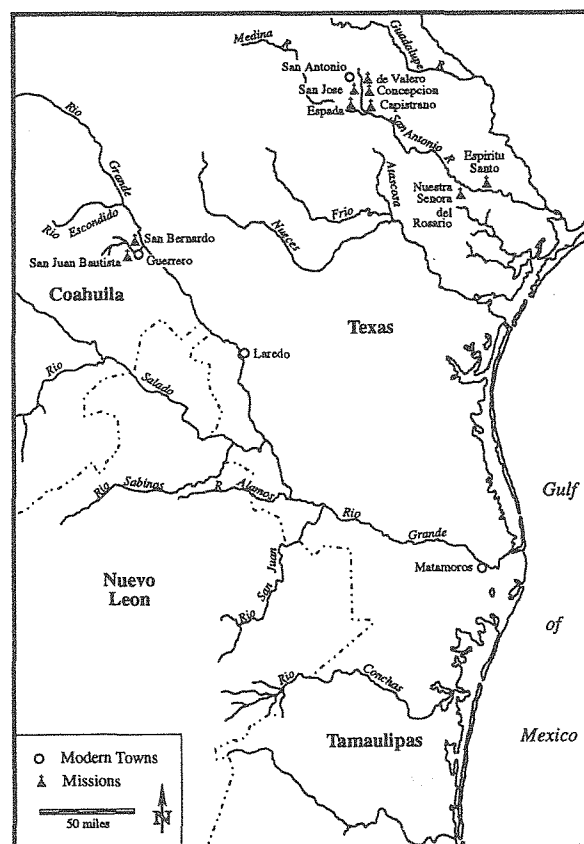 Medina R
Guadalupe R
San Antonio
de Valero
San Jose
Concepcion
Espada
Capistrano
San Antonio R
Espiritu
Santo
Nuestra
Senora
del
Rosario
Atascosa
Frio
Nueces
Rio Grande
Rio Escondido
San Bernardo
San Juan Bautista
Guerrero
Coahuila
Texas
Laredo
Rio Salado
Rio Sabinas
R Alamos
Rio Grande
Gulf
Matamoros
Nuevo
Leon
Rio San Juan
of
Rio Conchas
Tamaulipas
Mexico
Modern Towns
Missions
50 miles
N